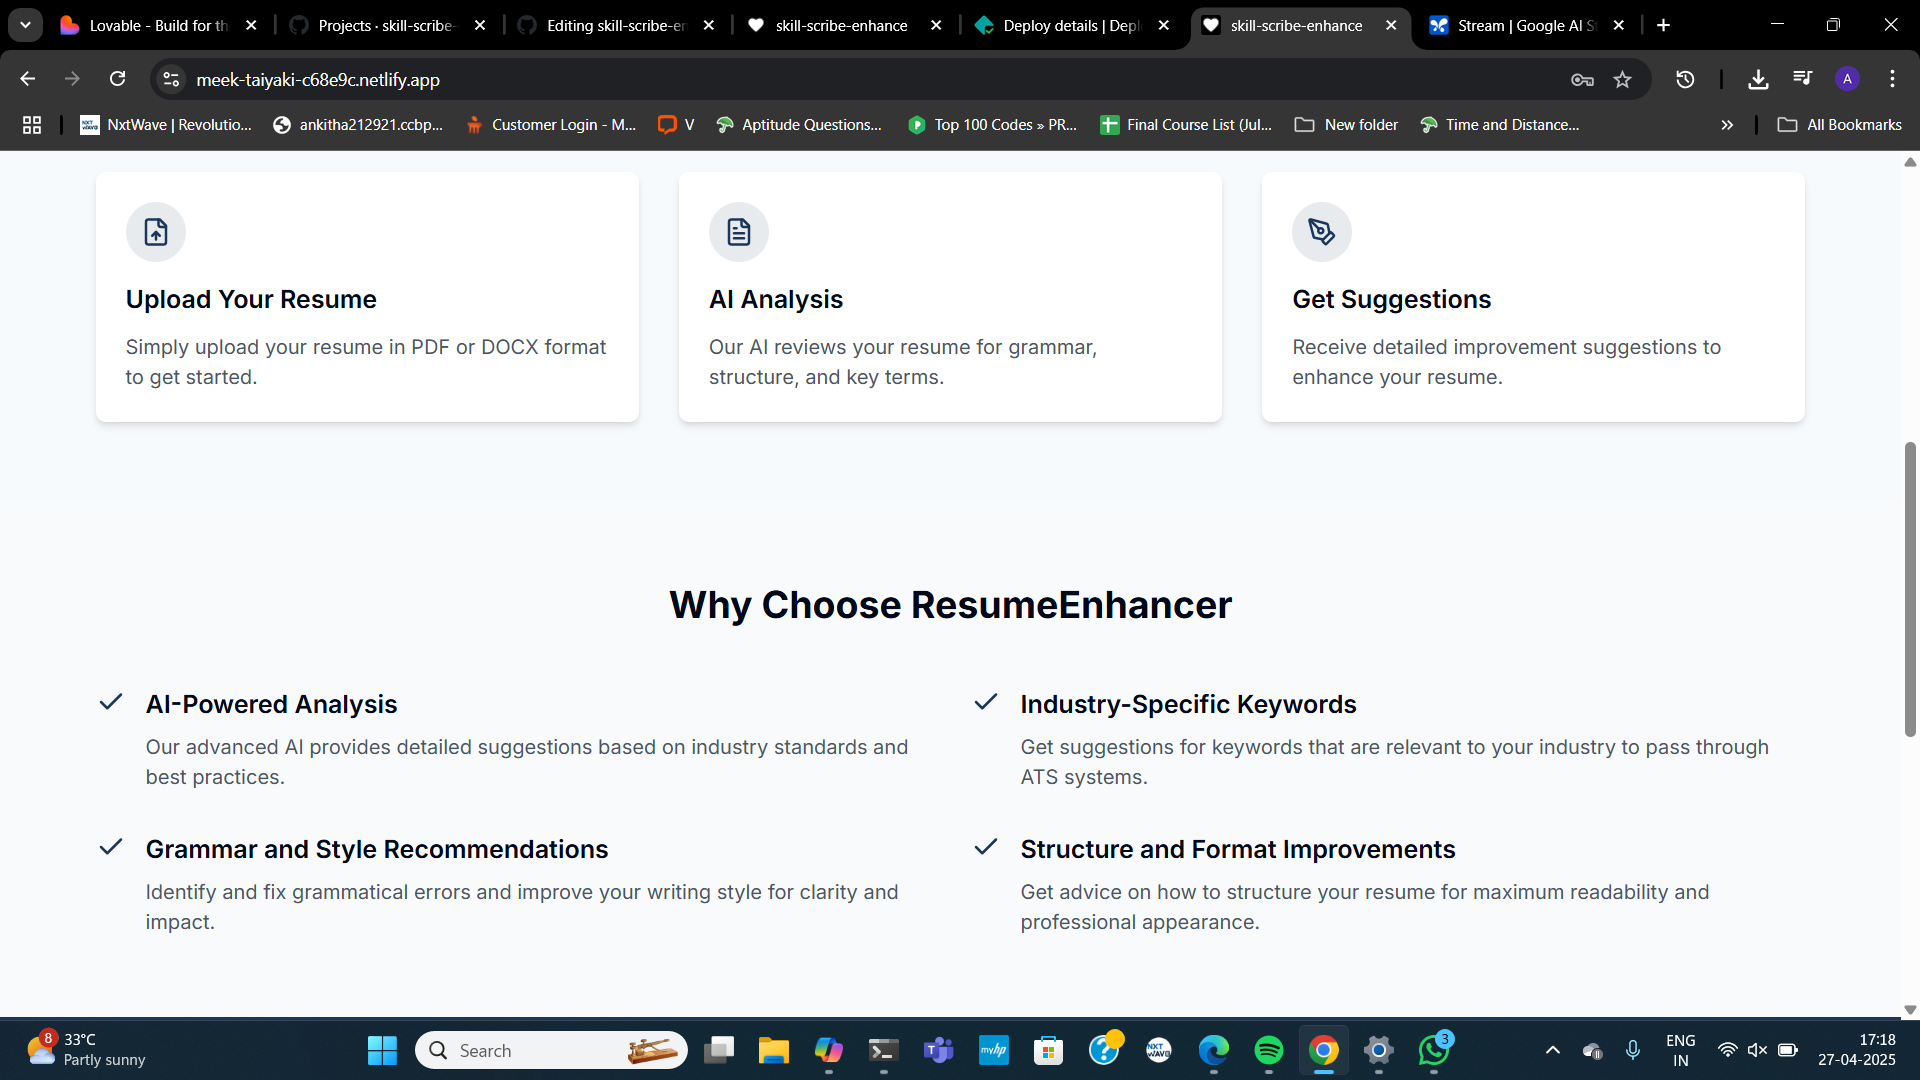 Lovable - Build for th
Projects · skill-scribe-
Editing skill-scribe-en
skill-scribe-enhance
Deploy details | Depl
skill-scribe-enhance
Stream | Google AI S
meek-taiyaki-c68e9c.netlify.app
A
NxtWave | Revolutio...
ankitha212921.ccbp...
Customer Login - M...
V
Aptitude Questions...
Top 100 Codes » PR...
Final Course List (Jul...
New folder
Time and Distance...
All Bookmarks
Upload Your Resume
Simply upload your resume in PDF or DOCX format
to get started.
AI Analysis
Our AI reviews your resume for grammar,
structure, and key terms.
Get Suggestions
Receive detailed improvement suggestions to
enhance your resume.
Why Choose ResumeEnhancer
AI-Powered Analysis
Our advanced AI provides detailed suggestions based on industry standards and
best practices.
Industry-Specific Keywords
Get suggestions for keywords that are relevant to your industry to pass through
ATS systems.
Grammar and Style Recommendations
Identify and fix grammatical errors and improve your writing style for clarity and
impact.
Structure and Format Improvements
Get advice on how to structure your resume for maximum readability and
professional appearance.
8
33°C
Partly sunny
Search
myhp
NXT
WAVE
3
ENG
IN
17:18
27-04-2025